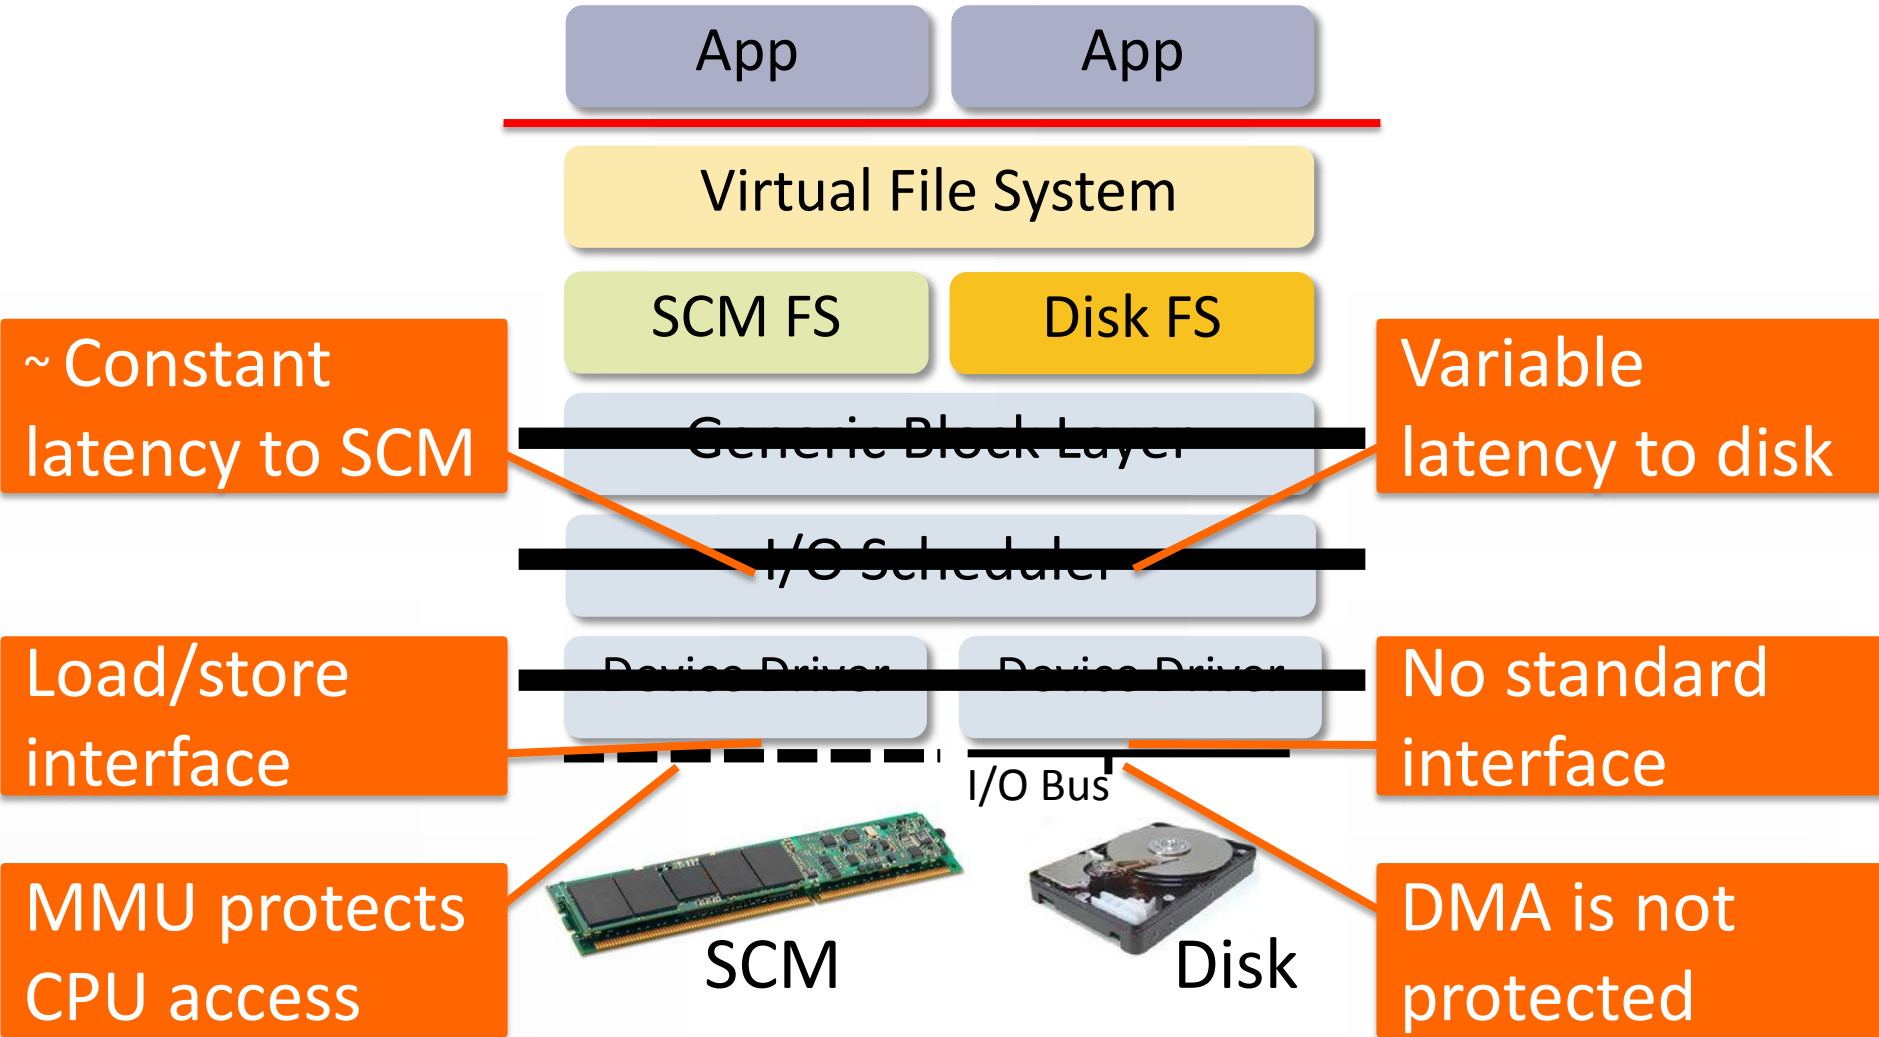 App
App
Virtual File System
SCM FS
Disk FS
~ Constant
latency to SCM
Variable
latency to disk
Generic Block Layer
I/O Scheduler
Load/store
interface
Device Driver
Device Driver
No standard
interface
I/O Bus
MMU protects
CPU access
SCM
Disk
DMA is not
protected